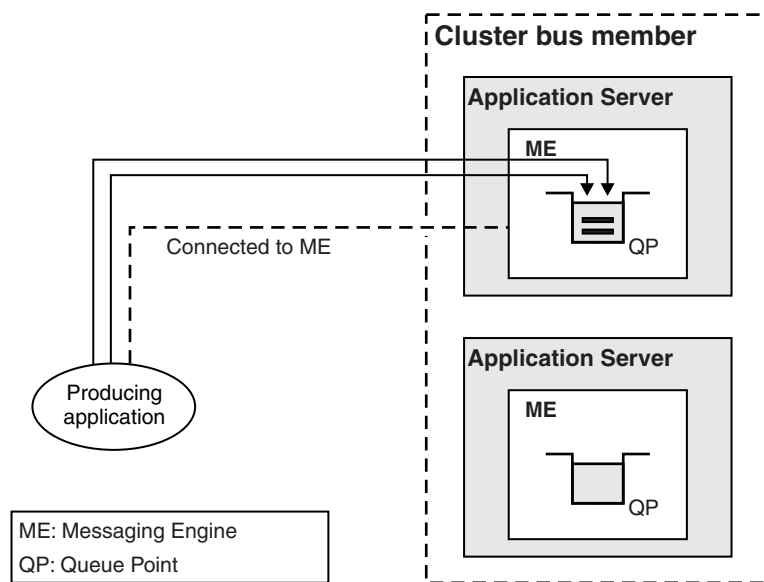 Cluster bus member
Application Server
ME
QP
Connected to ME
Application Server
ME
QP
Producing
application
ME: Messaging Engine
QP: Queue Point